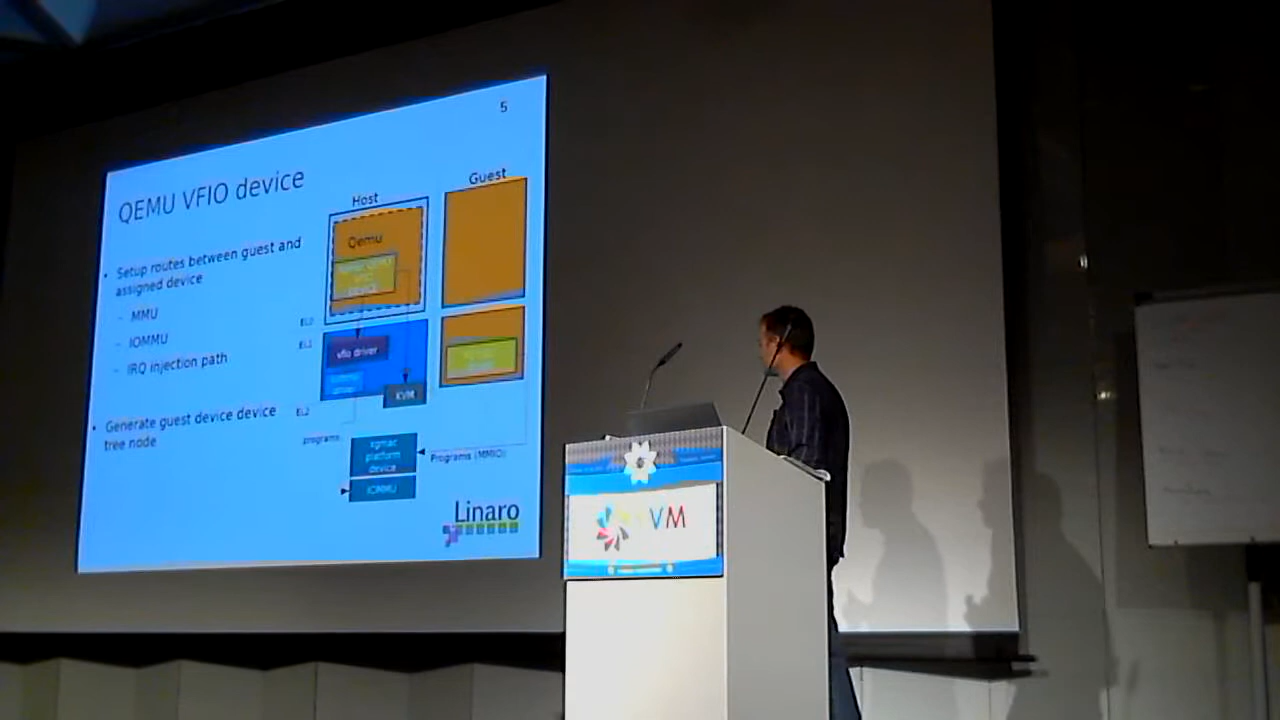 5
QEMU VFIO device
Host
Guest
Qemu
• Setup routes between guest and
assigned device
- MMU
- IOMMU
- IRQ injection path
EL0
EL1
vfio driver
KVM
EL2
• Generate guest device device
tree node
programs
xgmac
platform
device
Programs (MMIO)
IOMMU
Linaro
VM